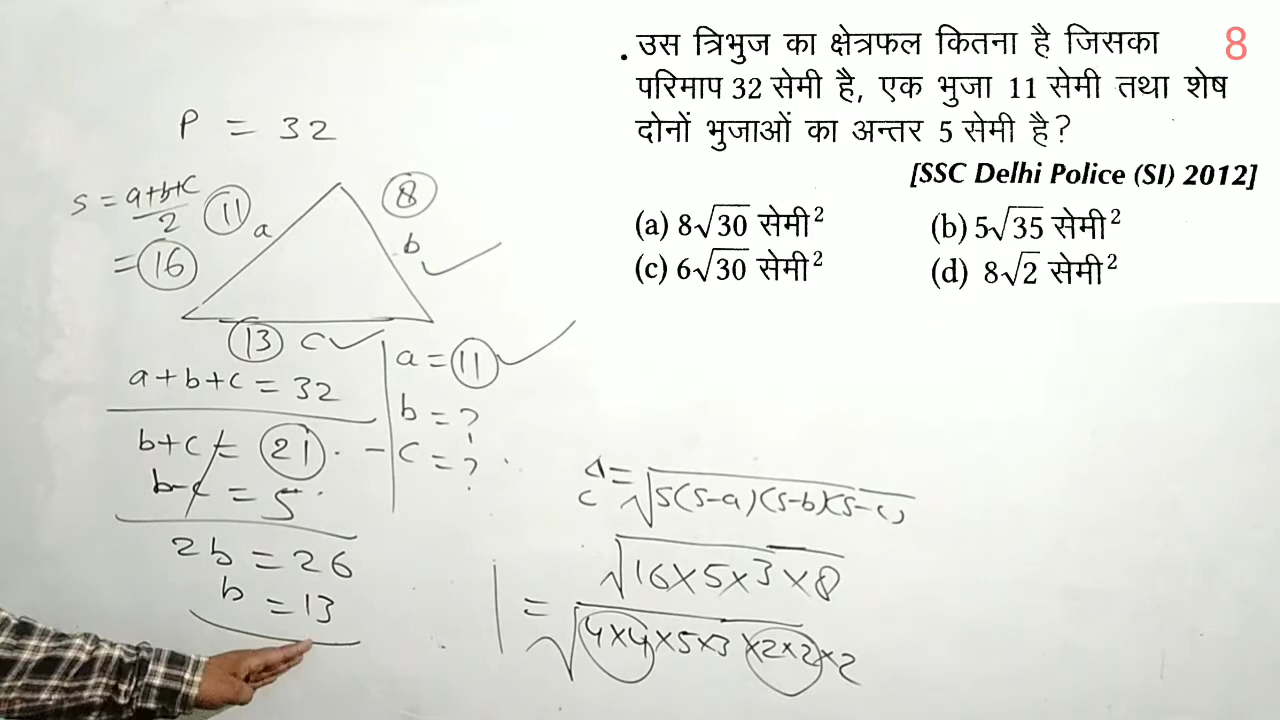 8
. उस त्रिभुज का क्षेत्रफल कितना है जिसका
परिमाप 32 सेमी है, एक भुजा 11 सेमी तथा शेष
दोनों भुजाओं का अन्तर 5 सेमी है?
[SSC Delhi Police (SI) 2012]
(a) 8√30 सेमी²
(b) 5√35 सेमी²
(c) 6√30 सेमी²
(d) 8√2 सेमी²
P = 32
s = a+b+c/2
= 16
11
a
8
b
13 c
a+b+c = 32
b+c = 21
b-c = 5
2b = 26
b = 13
a = 11
b = ?
c = ?
= √s(s-a)(s-b)(s-c)
√16×5×3×8
= √4×4×5×3×2×2×2